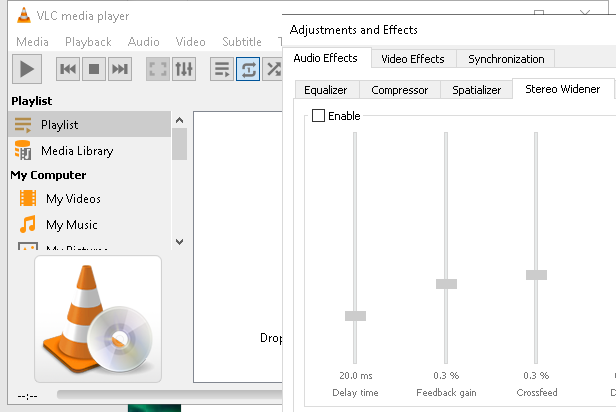 VLC media player
Media Playback Audio Video Subtitle
Playlist
Playlist
Media Library
My Computer
My Videos
My Music
My Pictures
Drop
--:--
Adjustments and Effects
Audio Effects Video Effects Synchronization
Equalizer Compressor Spatializer Stereo Widener
Enable
20.0 ms 0.3 % 0.3 %
Delay time Feedback gain Crossfeed